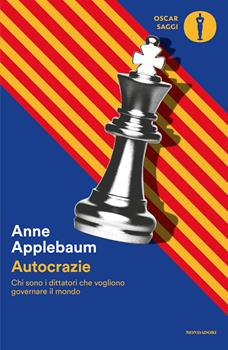 OSCAR
SAGGI
Anne
Applebaum
Autocrazie
Chi sono i dittatori che vogliono
governare il mondo
MONDADORI